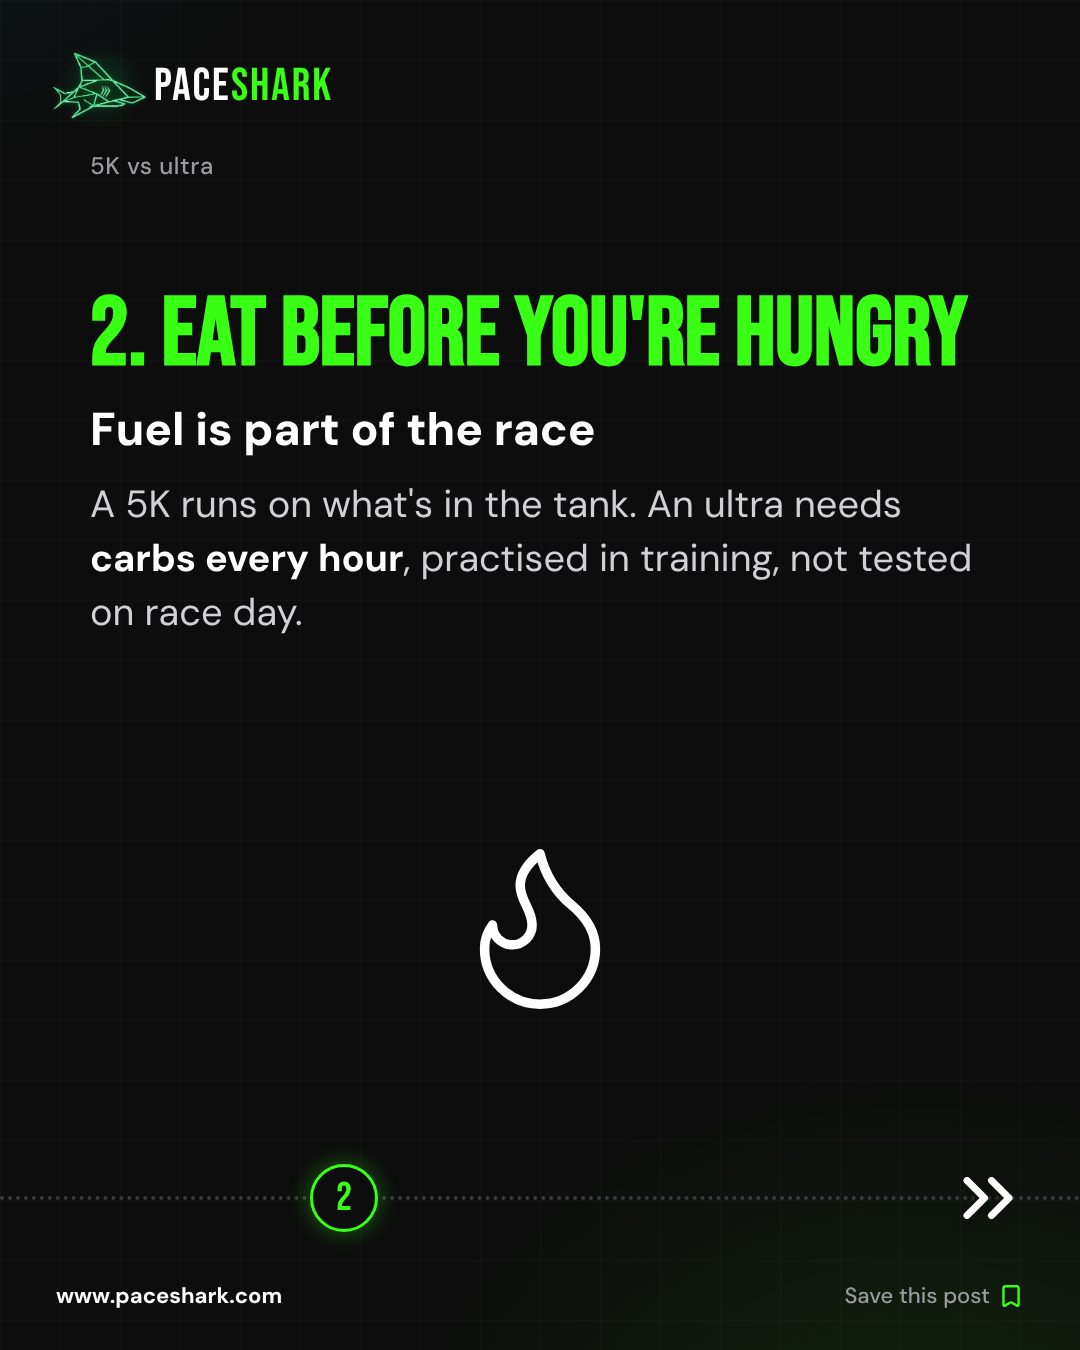 PACESHARK
5K vs ultra
2. EAT BEFORE YOU'RE HUNGRY
Fuel is part of the race
A 5K runs on what's in the tank. An ultra needs
carbs every hour, practised in training, not tested
on race day.
2
www.paceshark.com
Save this post